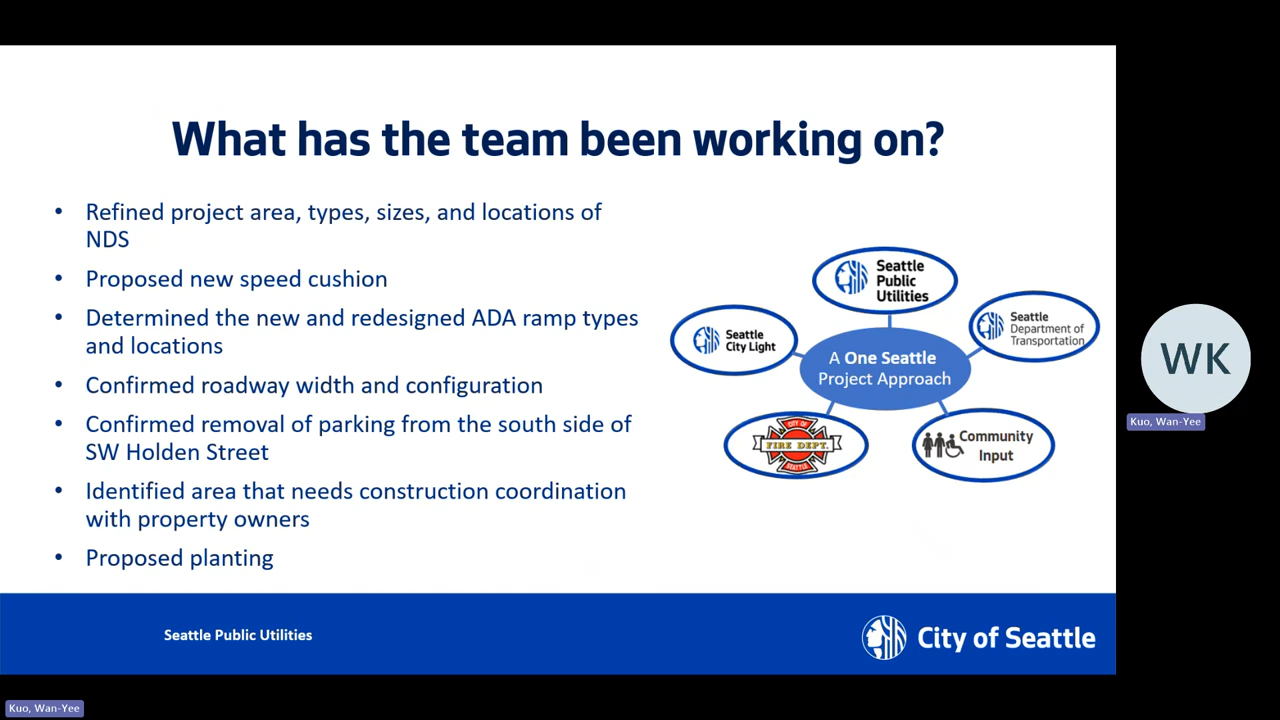 What has the team been working on?
• Refined project area, types, sizes, and locations of
NDS
• Proposed new speed cushion
• Determined the new and redesigned ADA ramp types
and locations
• Confirmed roadway width and configuration
• Confirmed removal of parking from the south side of
SW Holden Street
• Identified area that needs construction coordination
with property owners
• Proposed planting
Seattle
Public
Utilities
Seattle
City Light
Seattle
Department of
Transportation
A One Seattle
Project Approach
CITY OF
FIRE DEPT.
SEATTLE
Community
Input
WK
Kuo, Wan-Yee
Seattle Public Utilities
City of Seattle
Kuo, Wan-Yee